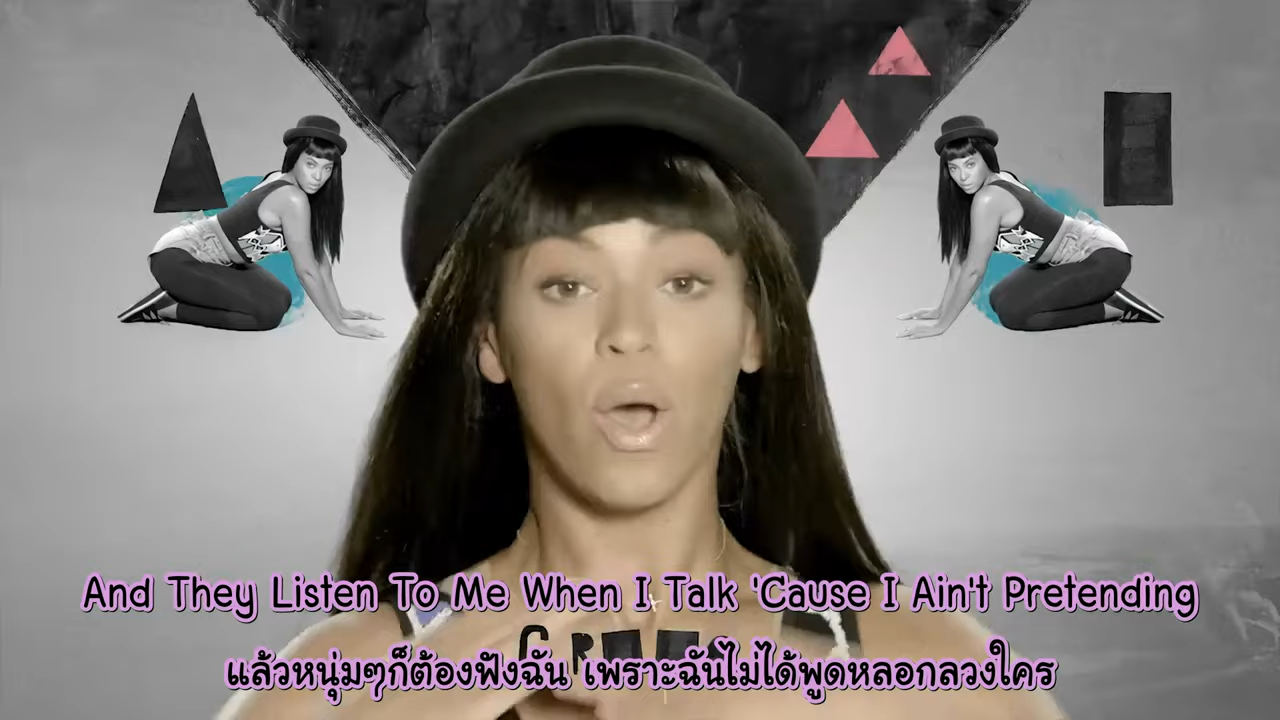 And They Listen To Me When I Talk 'Cause I Ain't Pretending
แล้วหนุ่มๆก็ต้องฟังฉัน เพราะฉันไม่ได้พูดหลอกลวงใคร